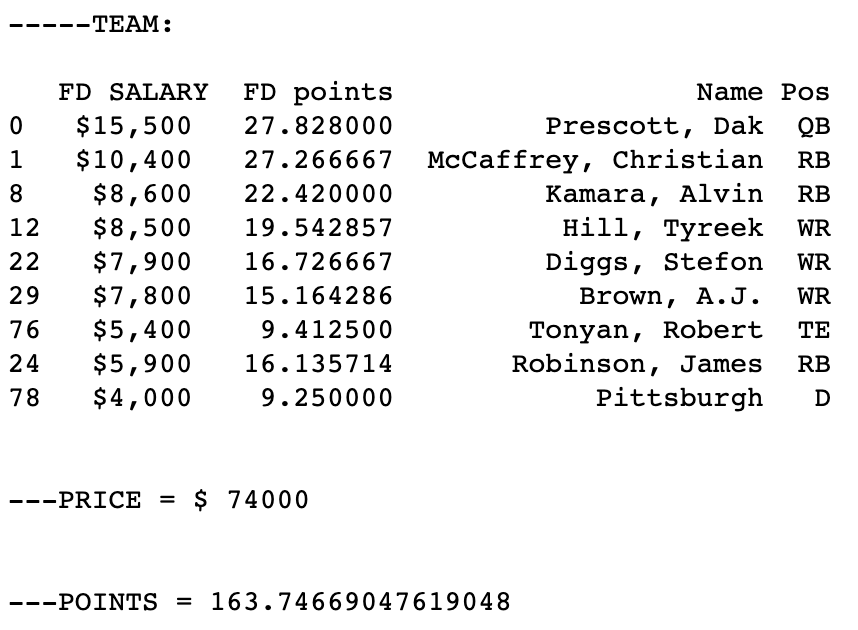 -----TEAM:
FD SALARY FD points Name Pos
0 $15,500 27.828000 Prescott, Dak QB
1 $10,400 27.266667 McCaffrey, Christian RB
8 $8,600 22.420000 Kamara, Alvin RB
12 $8,500 19.542857 Hill, Tyreek WR
22 $7,900 16.726667 Diggs, Stefon WR
29 $7,800 15.164286 Brown, A.J. WR
76 $5,400 9.412500 Tonyan, Robert TE
24 $5,900 16.135714 Robinson, James RB
78 $4,000 9.250000 Pittsburgh D
---PRICE = $ 74000
---POINTS = 163.74669047619048